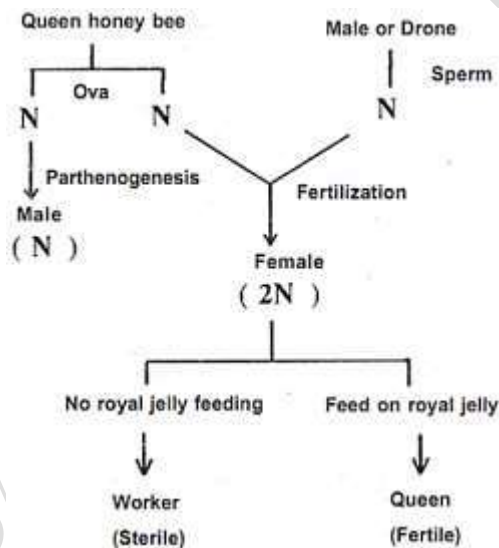 Queen honey bee
Male or Drone
Sperm
Ova
N
N
N
Parthenogenesis
Fertilization
Male
( N )
Female
( 2N )
No royal jelly feeding
Feed on royal jelly
Worker
(Sterile)
Queen
(Fertile)